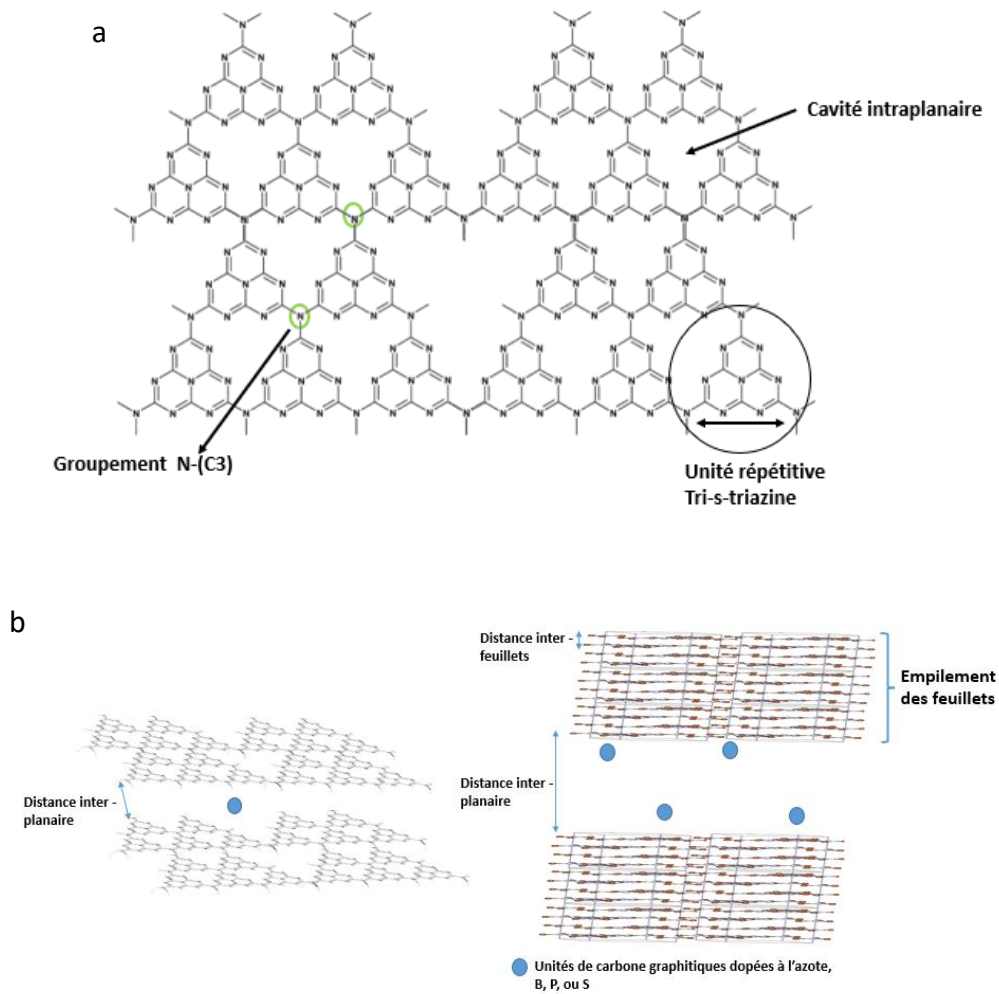 a
Cavité intraplanaire
Groupement N-(C3)
Unité répétitive
Tri-s-triazine
b
Distance inter -
feuillets
Empilement
des feuillets
Distance inter -
planaire
Distance inter -
planaire
Unités de carbone graphitiques dopées à l'azote,
B, P, ou S